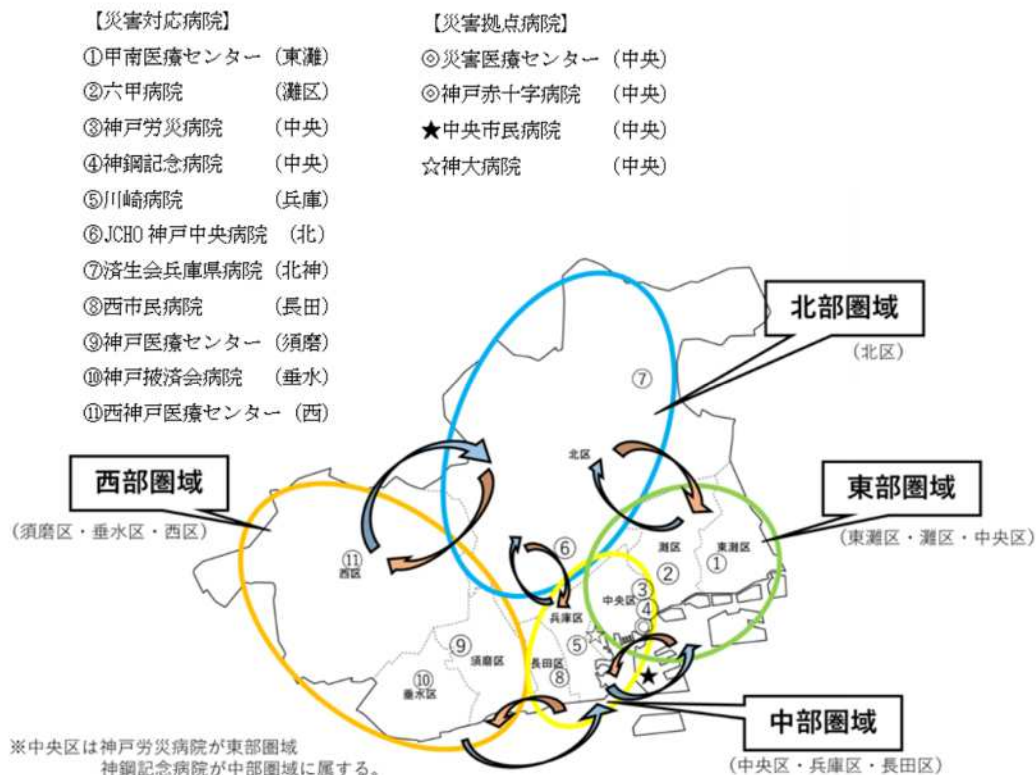 【災害対応病院】
①甲南医療センター（東灘）
②六甲病院（灘区）
③神戸労災病院（中央）
④神鋼記念病院（中央）
⑤川崎病院（兵庫）
⑥JCHO神戸中央病院（北）
⑦済生会兵庫県病院（北神）
⑧西市民病院（長田）
⑨神戸医療センター（須磨）
⑩神戸掖済会病院（垂水）
⑪西神戸医療センター（西）
【災害拠点病院】
◎災害医療センター（中央）
◎神戸赤十字病院（中央）
★中央市民病院（中央）
☆神大病院（中央）
北部圏域
（北区）
⑦
北区
西部圏域
（須磨区・垂水区・西区）
東部圏域
（東灘区・灘区・中央区）
⑪
西区
⑥
灘区
②
東灘区
①
中央区
③
④
◎
兵庫区
⑤
☆
⑨
須磨区
長田区
⑧
⑩
垂水区
★
中部圏域
（中央区・兵庫区・長田区）
※中央区は神戸労災病院が東部圏域
神鋼記念病院が中部圏域に属する。